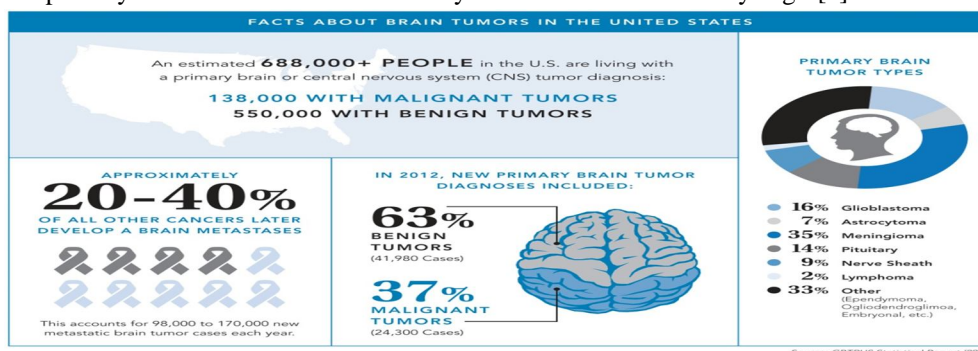 FACTS ABOUT BRAIN TUMORS IN THE UNITED STATES
An estimated 688,000+ PEOPLE in the U.S. are living with
a primary brain or central nervous system (CNS) tumor diagnosis:
138,000 WITH MALIGNANT TUMORS
550,000 WITH BENIGN TUMORS
APPROXIMATELY
20-40%
OF ALL OTHER CANCERS LATER
DEVELOP A BRAIN METASTASES
This accounts for 98,000 to 170,000 new
metastatic brain tumor cases each year.
IN 2012, NEW PRIMARY BRAIN TUMOR
DIAGNOSES INCLUDED:
63%
BENIGN
TUMORS
(41,980 Cases)
37%
MALIGNANT
TUMORS
(24,300 Cases)
PRIMARY BRAIN
TUMOR TYPES
16% Glioblastoma
7% Astrocytoma
35% Meningioma
14% Pituitary
9% Nerve Sheath
2% Lymphoma
33% Other
(Ependymoma,
Ogliodendroglimoa,
Embryonal, etc.)